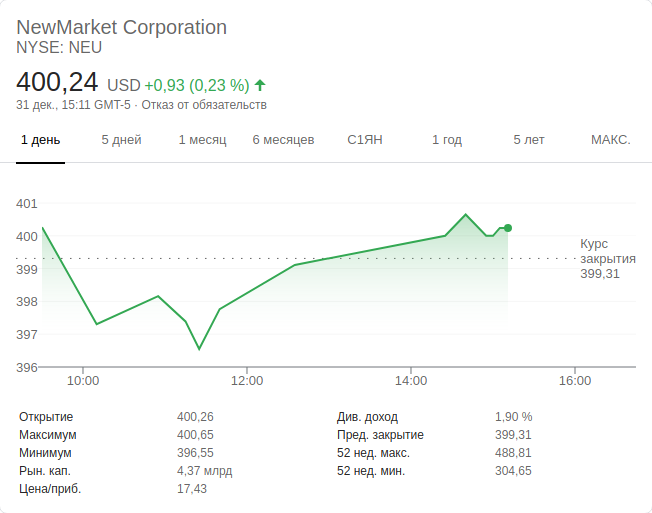 NewMarket Corporation
NYSE: NEU
400,24 USD +0,93 (0,23 %)
31 дек., 15:11 GMT-5 · Отказ от обязательств
1 день 5 дней 1 месяц 6 месяцев С1ЯН 1 год 5 лет МАКС.
401
400
399
398
397
396
Курс
закрытия
399,31
10:00 12:00 14:00 16:00
Открытие 400,26 Див. доход 1,90 %
Максимум 400,65 Пред. закрытие 399,31
Минимум 396,55 52 нед. макс. 488,81
Рын. кап. 4,37 млрд 52 нед. мин. 304,65
Цена/приб. 17,43